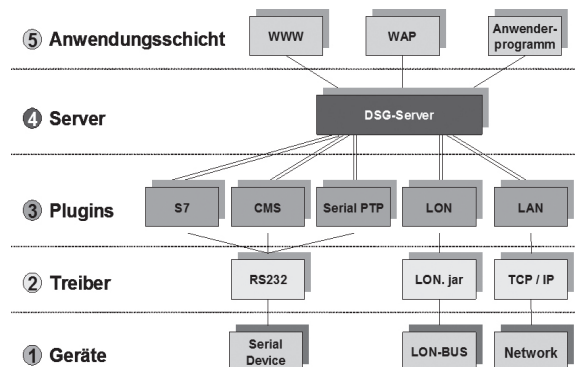 5 Anwendungsschicht
WWW
WAP
Anwender-
programm
4 Server
DSG-Server
3 Plugins
S7
CMS
Serial PTP
LON
LAN
2 Treiber
RS232
LON. jar
TCP / IP
1 Geräte
Serial
Device
LON-BUS
Network